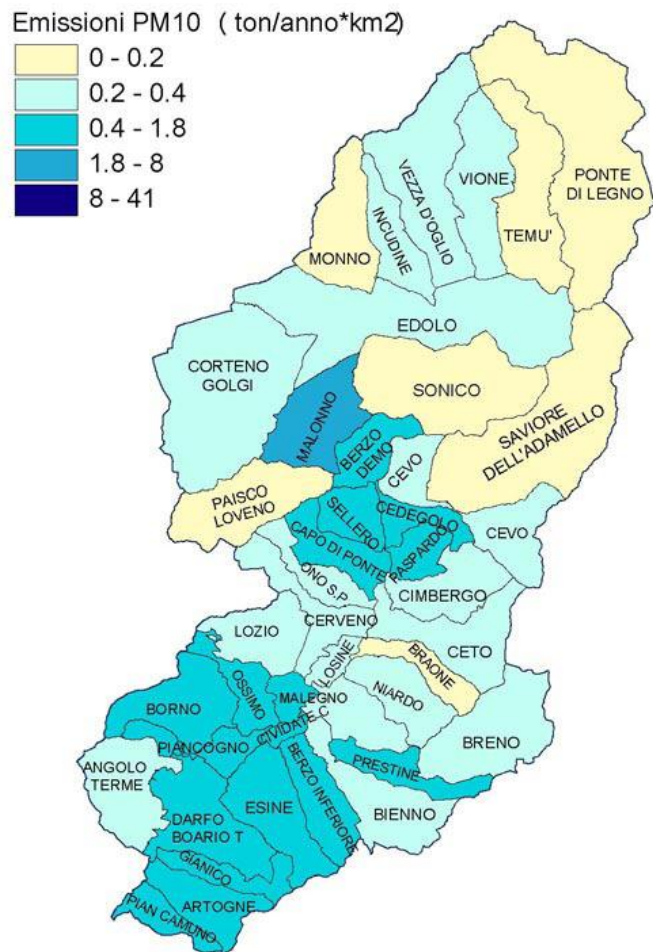 Emissioni PM10 ( ton/anno*km2)
0 - 0.2
0.2 - 0.4
0.4 - 1.8
1.8 - 8
8 - 41
VEZZA D'OGLIO
VIONE
PONTE
DI LEGNO
INCUDINE
TEMU'
MONNO
EDOLO
CORTENO
GOLGI
SONICO
MALONNO
SAVIORE
DELL'ADAMELLO
BERZO
DEMO
CEVO
PAISCO
LOVENO
SELLERO
CEDEGOLO
CAPO DI PONTE
PASPARDO
CEVO
ONO S.P
CIMBERGO
CERVENO
LOZIO
LOSINE
BRAONE
CETO
OSSIMO
MALEGNO
NIARDO
BORNO
CIVIDATE C
PIANCOGNO
BRENO
PRESTINE
ANGOLO
TERME
BERZO INFERIORE
ESINE
BIENNO
DARFO
BOARIO T
GIANICO
ARTOGNE
PIAN CAMUNO